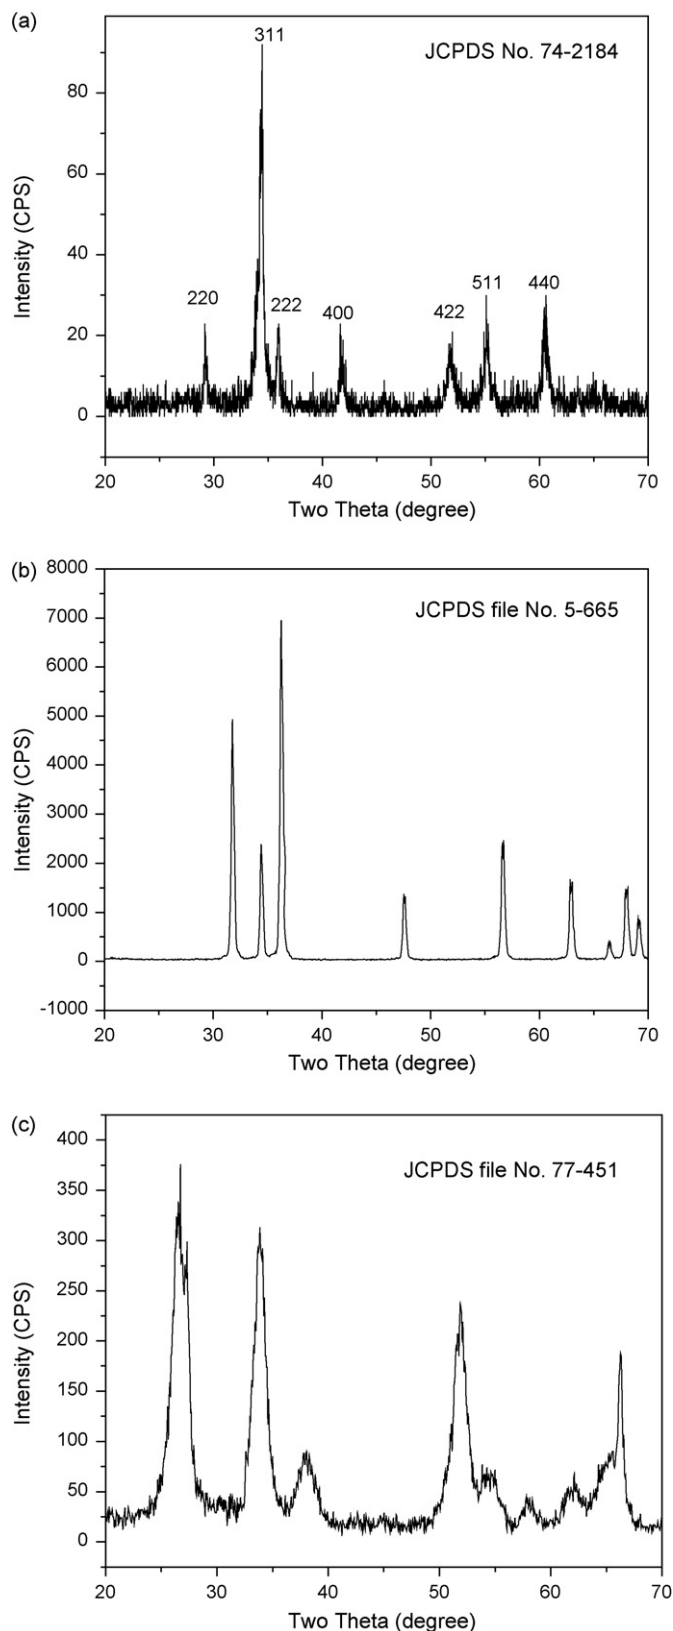 (a)
311
JCPDS No. 74-2184
80
60
40
20
0
220
222
400
422
511
440
Intensity (CPS)
20 30 40 50 60 70
Two Theta (degree)
(b)
8000
7000
6000
5000
4000
3000
2000
1000
0
-1000
JCPDS file No. 5-665
Intensity (CPS)
20 30 40 50 60 70
Two Theta (degree)
(c)
400
350
300
250
200
150
100
50
0
JCPDS file No. 77-451
Intensity (CPS)
20 30 40 50 60 70
Two Theta (degree)